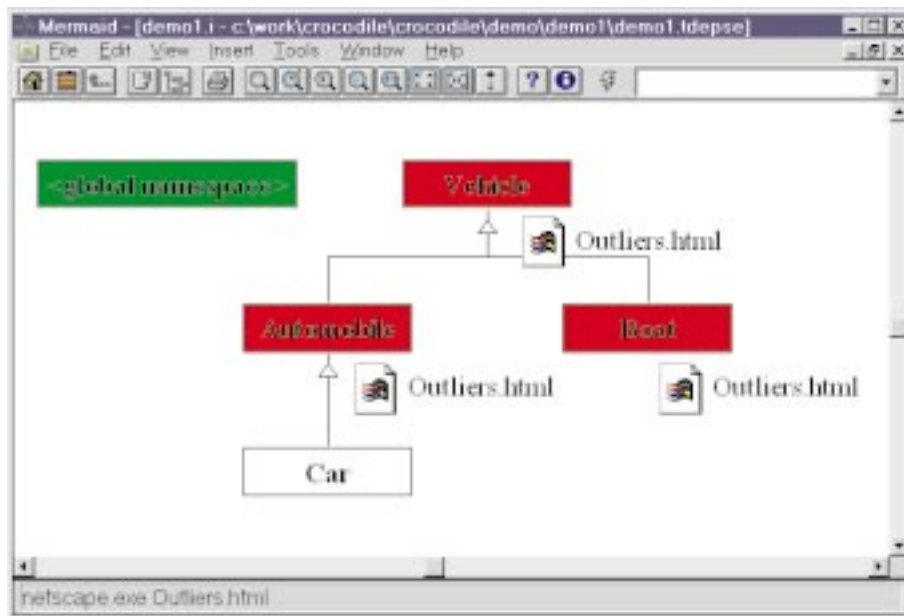 Mermaid - [demo1.i - c:\work\crocodile\crocodile\demo\demo1\demo1.tdepse]
File Edit View Insert Tools Window Help
<global namespace>
Vehicle
Outliers.html
Automobile
Boat
Outliers.html
Outliers.html
Car
netscape.exe Outliers.html